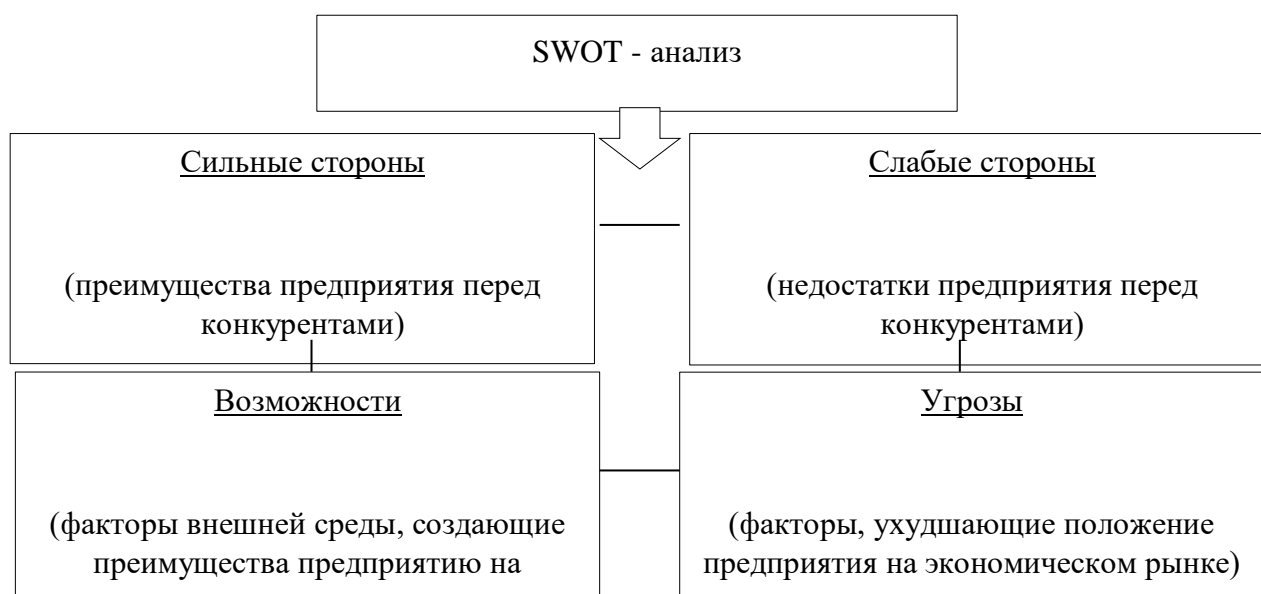 SWOT - анализ
Сильные стороны
(преимущества предприятия перед
конкурентами)
Слабые стороны
(недостатки предприятия перед
конкурентами)
Возможности
(факторы внешней среды, создающие
преимущества предприятию на
Угрозы
(факторы, ухудшающие положение
предприятия на экономическом рынке)